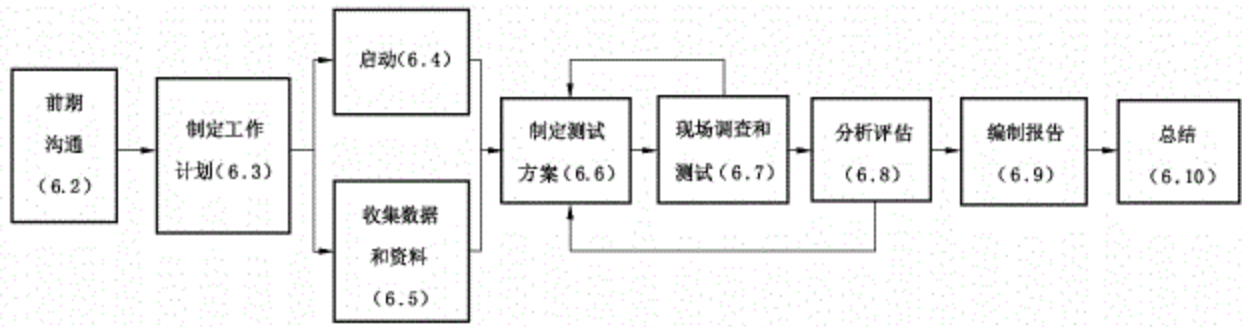 前期
沟通
(6.2)
制定工作
计划(6.3)
启动(6.4)
收集数据
和资料
(6.5)
制定测试
方案(6.6)
现场调查和
测试(6.7)
分析评估
(6.8)
编制报告
(6.9)
总结
(6.10)